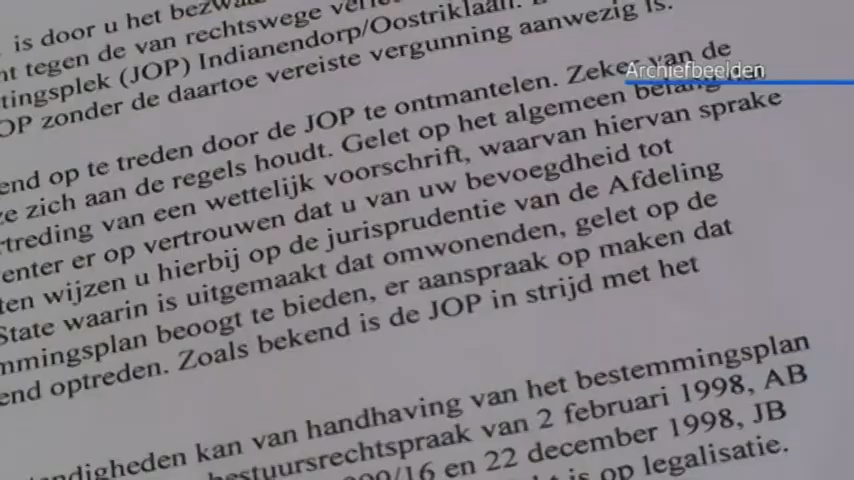 is door u het bezwaar
nt tegen de van rechtswege
tingsplek (JOP) Indianendorp/Oostriklaan.
OP zonder de daartoe vereiste vergunning aanwezig is.
end op te treden door de JOP te ontmantelen. Zeker van de
ze zich aan de regels houdt. Gelet op het algemeen belang
rtreding van een wettelijk voorschrift, waarvan hiervan sprake
enter er op vertrouwen dat u van uw bevoegdheid tot
ten wijzen u hierbij op de jurisprudentie van de Afdeling
State waarin is uitgemaakt dat omwonenden, gelet op de
mmingsplan beoogt te bieden, er aanspraak op maken dat
end optreden. Zoals bekend is de JOP in strijd met het
tandigheden kan van handhaving van het bestemmingsplan
bestuursrechtspraak van 2 februari 1998, AB
/16 en 22 december 1998, JB
is op legalisatie.
Archiefbeelden